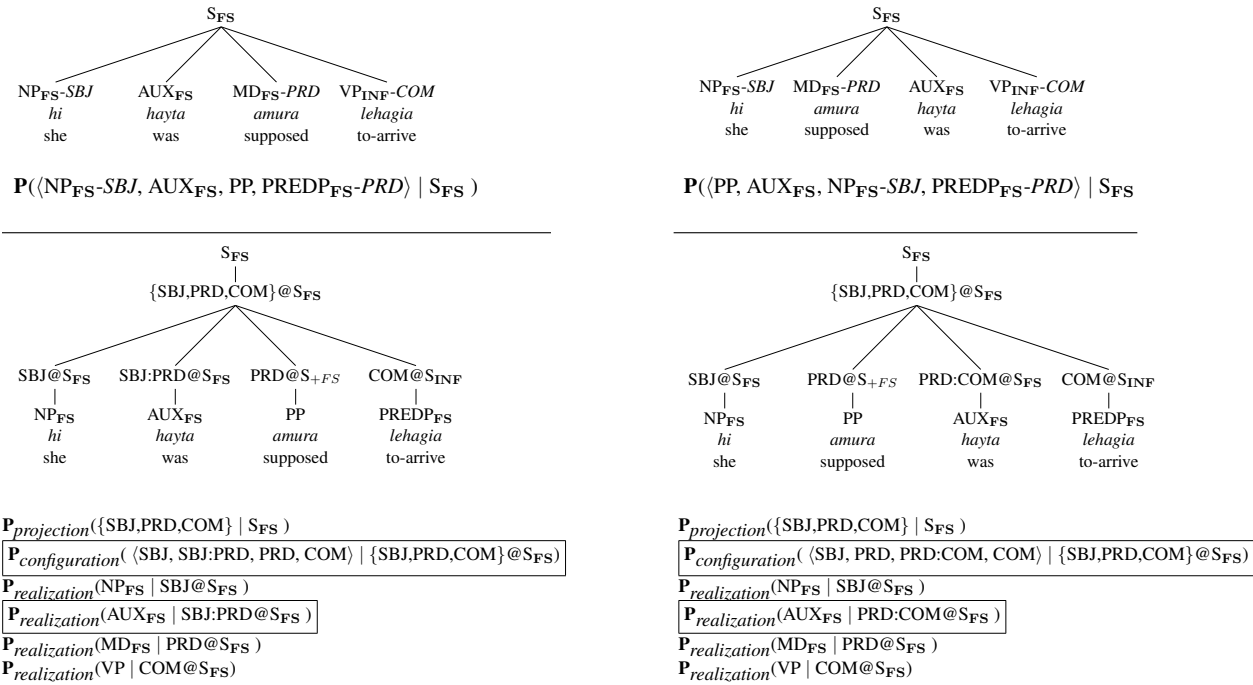 S_FS
NP_FS-SBJ AUX_FS MD_FS-PRD VP_INF-COM
hi hayta amura lehagia
she was supposed to-arrive
P(⟨NP_FS-SBJ, AUX_FS, PP, PREDP_FS-PRD⟩ | S_FS )
S_FS
{SBJ,PRD,COM}@S_FS
SBJ@S_FS SBJ:PRD@S_FS PRD@S_+FS COM@S_INF
NP_FS AUX_FS PP PREDP_FS
hi hayta amura lehagia
she was supposed to-arrive
P_projection({SBJ,PRD,COM} | S_FS )
P_configuration( ⟨SBJ, SBJ:PRD, PRD, COM⟩ | {SBJ,PRD,COM}@S_FS)
P_realization(NP_FS | SBJ@S_FS )
P_realization(AUX_FS | SBJ:PRD@S_FS )
P_realization(MD_FS | PRD@S_FS )
P_realization(VP | COM@S_FS)
S_FS
NP_FS-SBJ MD_FS-PRD AUX_FS VP_INF-COM
hi amura hayta lehagia
she supposed was to-arrive
P(⟨PP, AUX_FS, NP_FS-SBJ, PREDP_FS-PRD⟩ | S_FS
S_FS
{SBJ,PRD,COM}@S_FS
SBJ@S_FS PRD@S_+FS PRD:COM@S_FS COM@S_INF
NP_FS PP AUX_FS PREDP_FS
hi amura hayta lehagia
she supposed was to-arrive
P_projection({SBJ,PRD,COM} | S_FS )
P_configuration( ⟨SBJ, PRD, PRD:COM, COM⟩ | {SBJ,PRD,COM}@S_FS)
P_realization(NP_FS | SBJ@S_FS )
P_realization(AUX_FS | PRD:COM@S_FS )
P_realization(MD_FS | PRD@S_FS )
P_realization(VP | COM@S_FS)